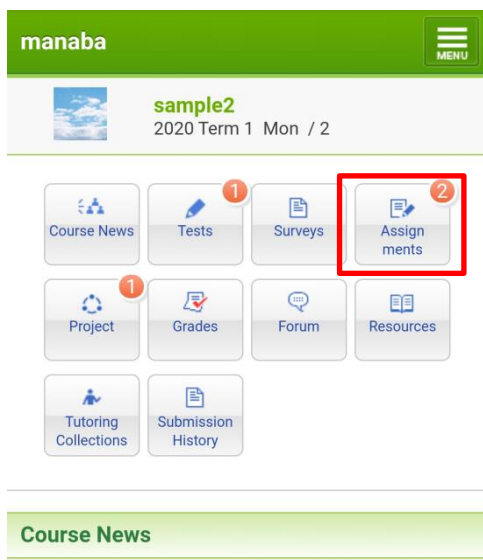 manaba
MENU
sample2
2020 Term 1 Mon / 2
Course News
1
Tests
Surveys
2
Assign
ments
1
Project
Grades
Forum
Resources
Tutoring
Collections
Submission
History
Course News